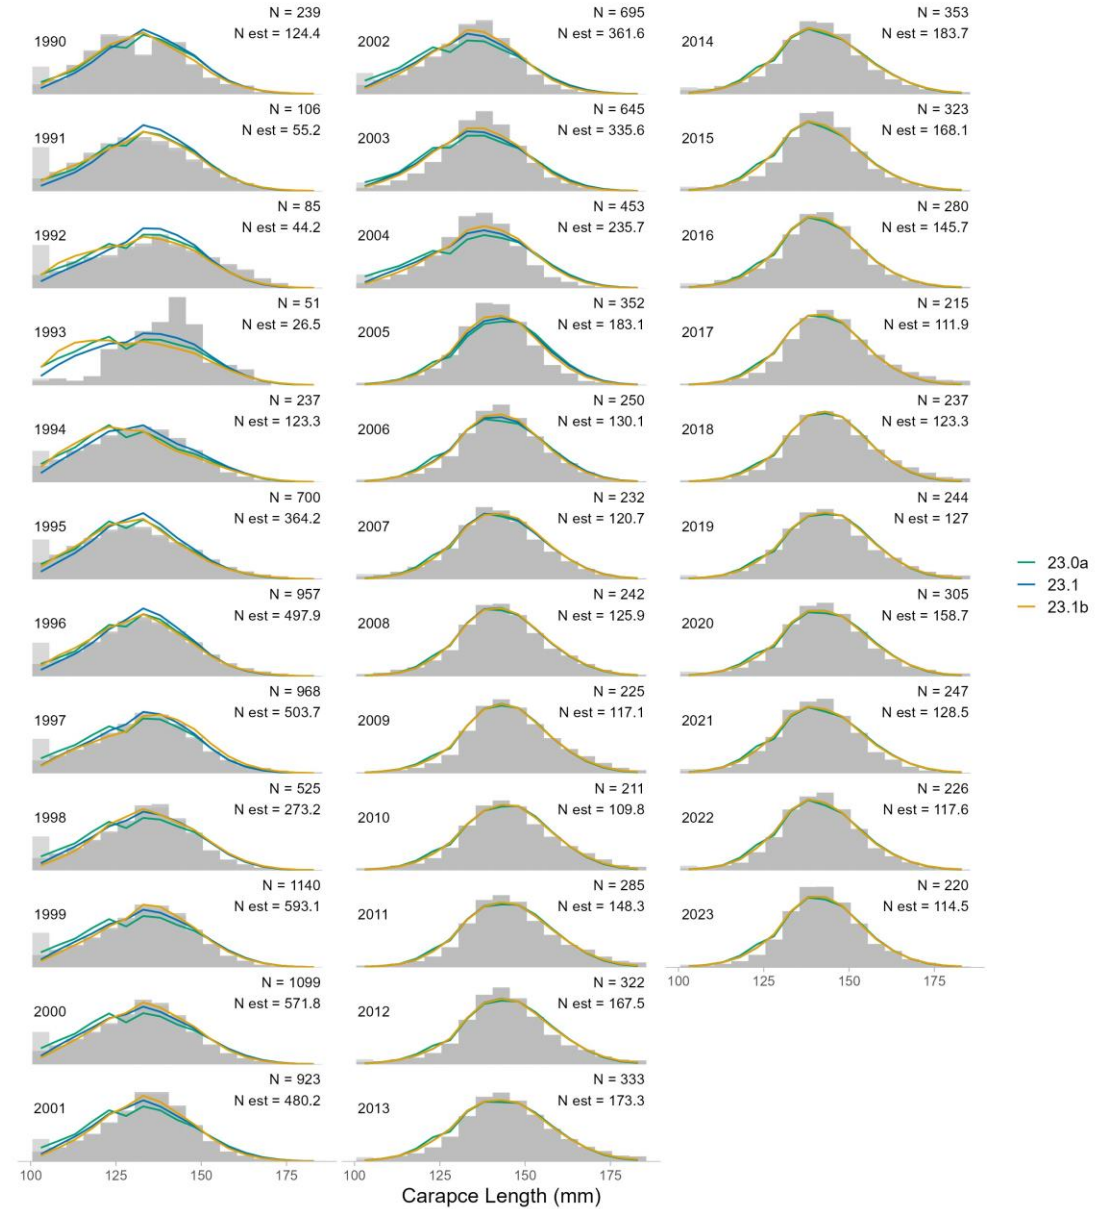 N = 239
1990
N est = 124.4
N = 106
1991
N est = 55.2
N = 85
1992
N est = 44.2
N = 51
1993
N est = 26.5
N = 237
1994
N est = 123.3
N = 700
1995
N est = 364.2
N = 957
1996
N est = 497.9
N = 968
1997
N est = 503.7
N = 525
1998
N est = 273.2
N = 1140
1999
N est = 593.1
N = 1099
2000
N est = 571.8
N = 923
2001
N est = 480.2
100 125 150 175
N = 695
2002
N est = 361.6
N = 645
2003
N est = 335.6
N = 453
2004
N est = 235.7
N = 352
2005
N est = 183.1
N = 250
2006
N est = 130.1
N = 232
2007
N est = 120.7
N = 242
2008
N est = 125.9
N = 225
2009
N est = 117.1
N = 211
2010
N est = 109.8
N = 285
2011
N est = 148.3
N = 322
2012
N est = 167.5
N = 333
2013
N est = 173.3
100 125 150 175
N = 353
2014
N est = 183.7
N = 323
2015
N est = 168.1
N = 280
2016
N est = 145.7
N = 215
2017
N est = 111.9
N = 237
2018
N est = 123.3
N = 244
2019
N est = 127
N = 305
2020
N est = 158.7
N = 247
2021
N est = 128.5
N = 226
2022
N est = 117.6
N = 220
2023
N est = 114.5
100 125 150 175
Carapce Length (mm)
23.0a
23.1
23.1b